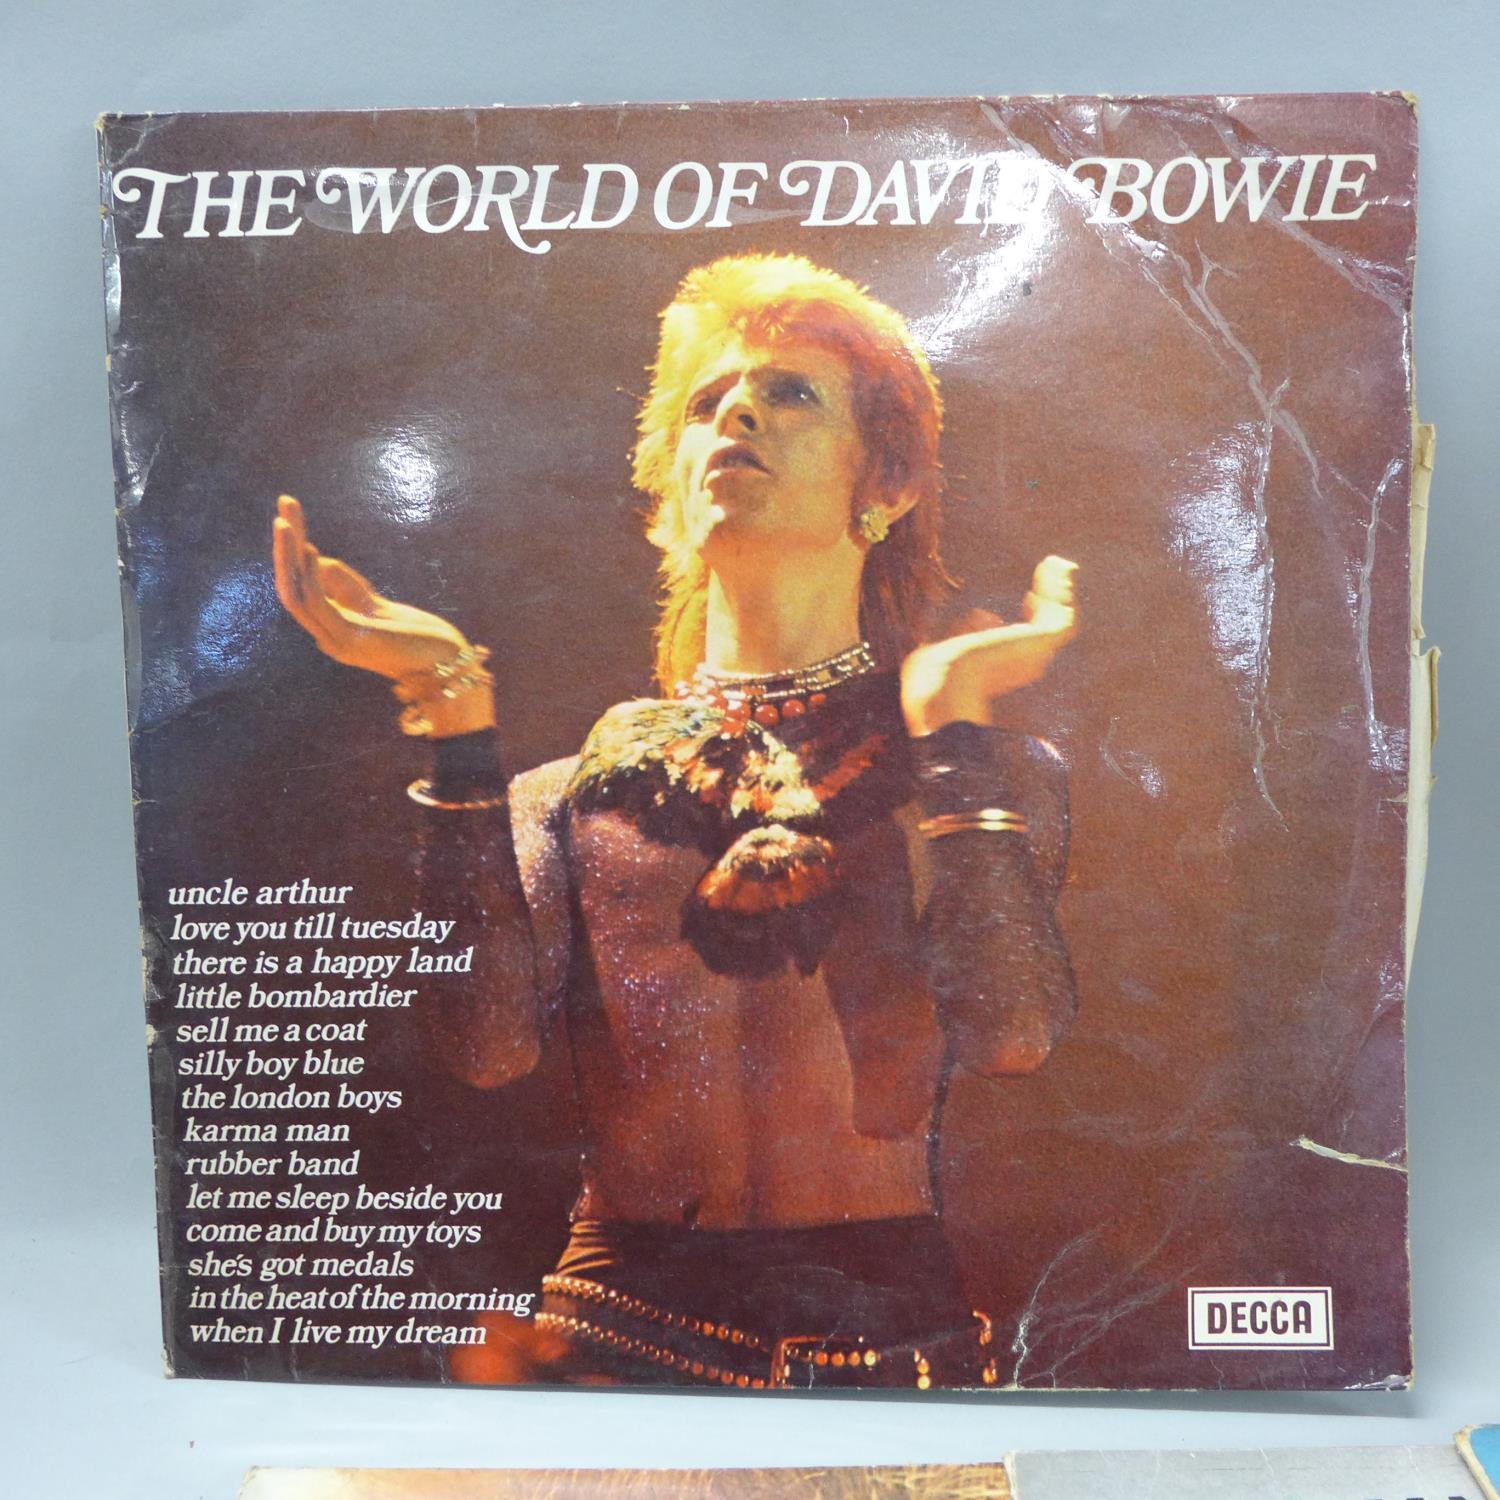 THE WORLD OF DAVID BOWIE
uncle arthur
love you till tuesday
there is a happy land
little bombardier
sell me a coat
silly boy blue
the london boys
karma man
rubber band
let me sleep beside you
come and buy my toys
she's got medals
in the heat of the morning
when I live my dream
DECCA